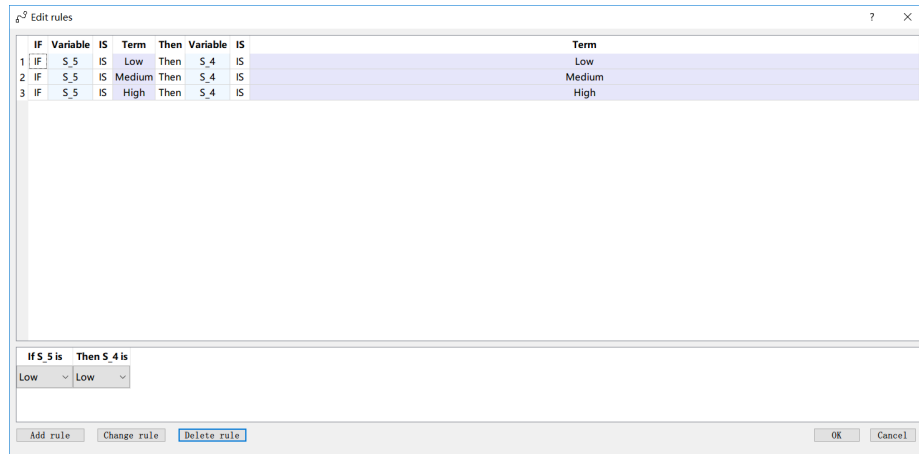 Edit rules ? ×
IF Variable IS Term Then Variable IS Term
1 IF S_5 IS Low Then S_4 IS Low
2 IF S_5 IS Medium Then S_4 IS Medium
3 IF S_5 IS High Then S_4 IS High
If S_5 is Then S_4 is
Low Low
Add rule Change rule Delete rule OK Cancel